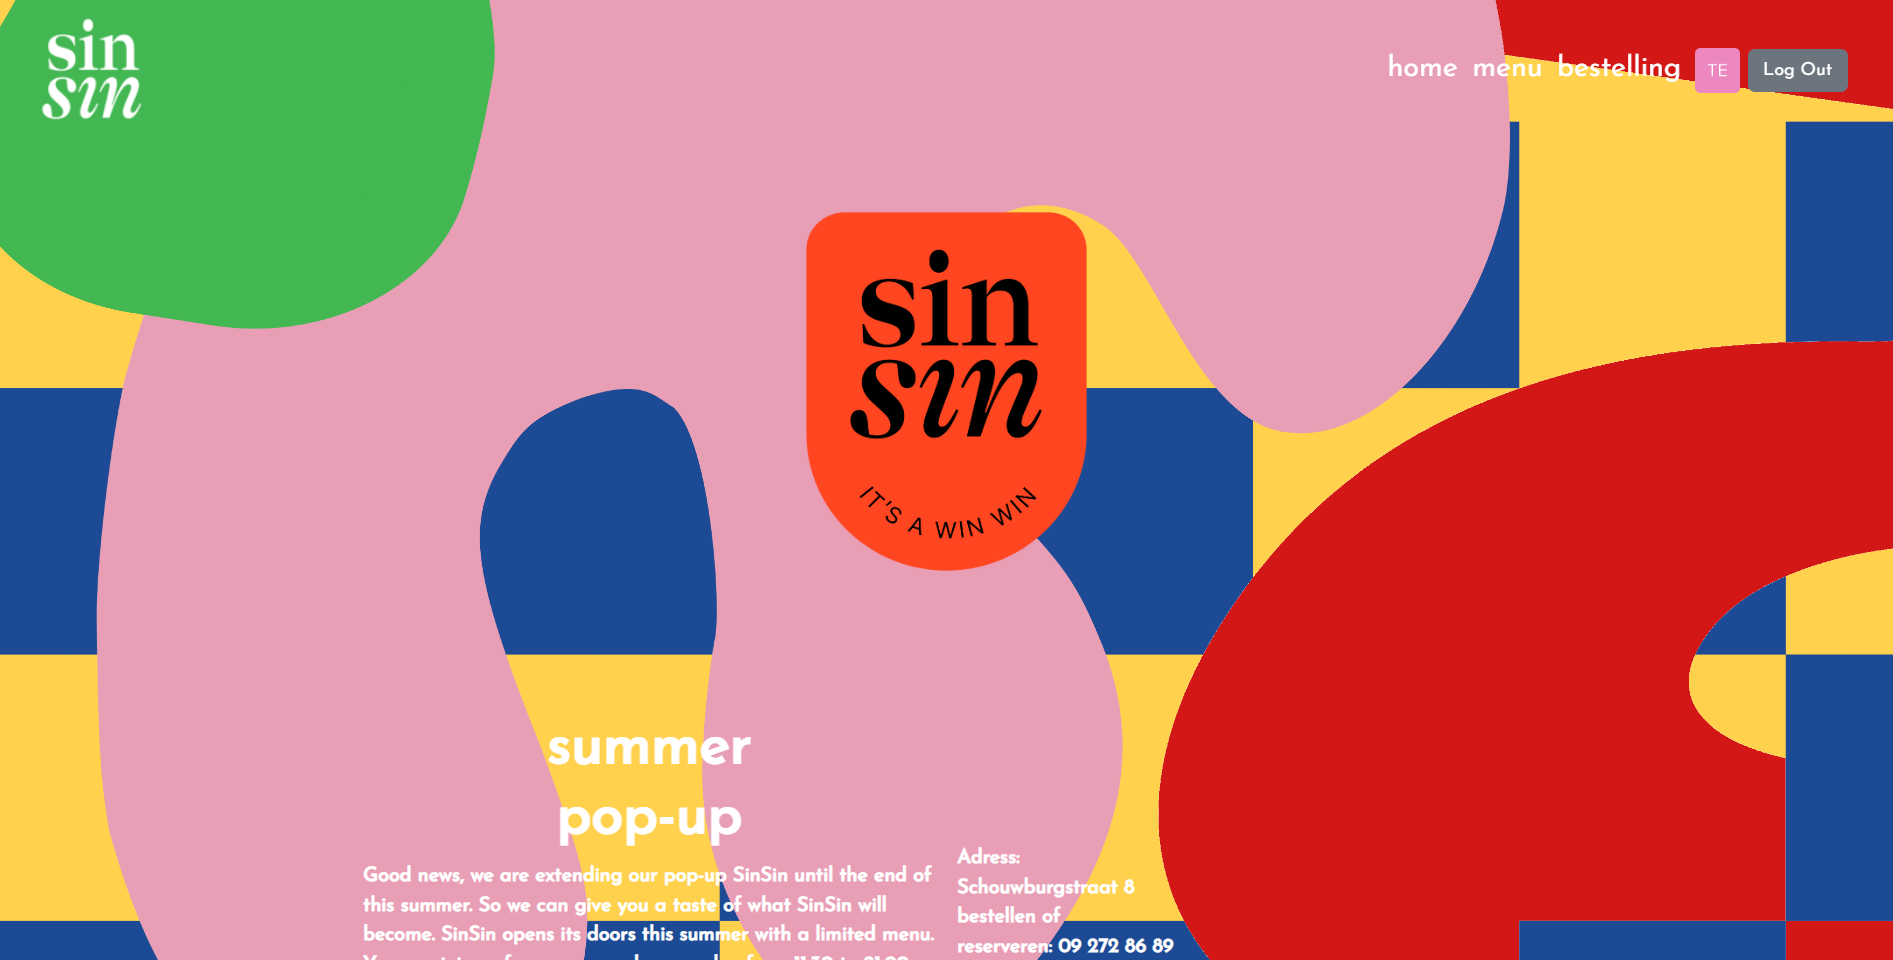 sin
sin
home menu bestelling TE Log Out
sin
sin
IT'S A WIN WIN
summer
pop-up
Good news, we are extending our pop-up SinSin until the end of
this summer. So we can give you a taste of what SinSin will
become. SinSin opens its doors this summer with a limited menu.
Adress:
Schouwburgstraat 8
bestellen of
reserveren: 09 272 86 89